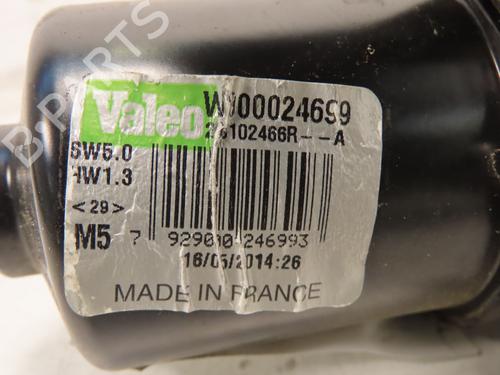 Valeo W000024699
28102466R--A
SW5.0
HW1.3
<29>
M5 7 929000 246993
16/05/2014:26
MADE IN FRANCE
B-PARTS